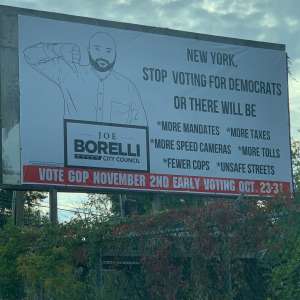 NEW YORK,
STOP VOTING FOR DEMOCRATS
OR THERE WILL BE
*MORE MANDATES *MORE TAXES
*MORE SPEED CAMERAS *MORE TOLLS
*FEWER COPS *UNSAFE STREETS
JOE
BORELLI
CITY COUNCIL
VOTE GOP NOVEMBER 2ND EARLY VOTING OCT. 23-31